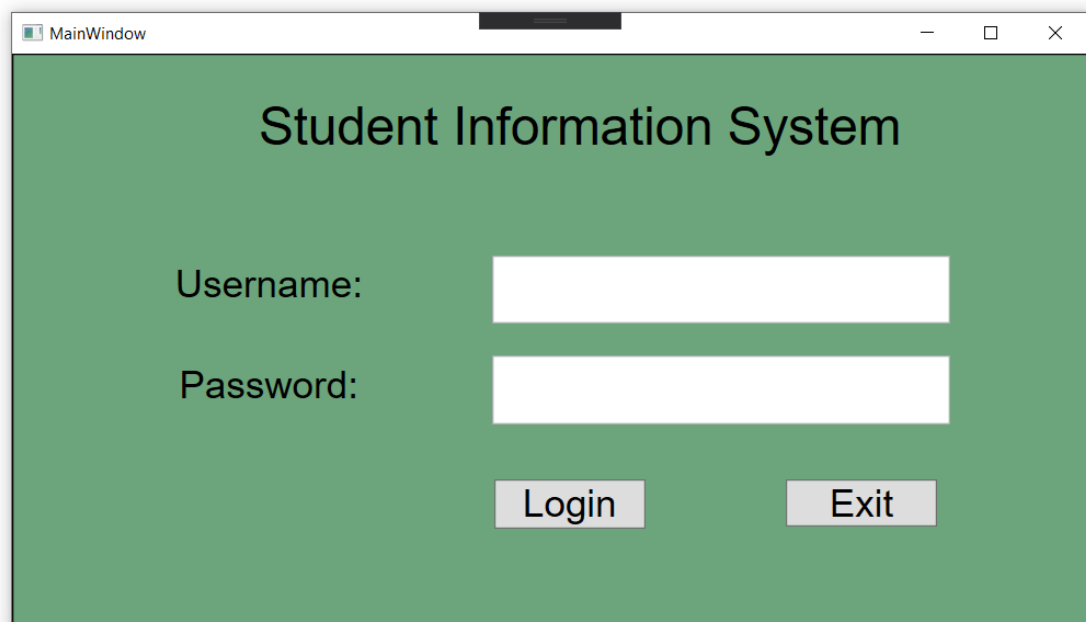 MainWindow
Student Information System
Username:
Password:
Login Exit